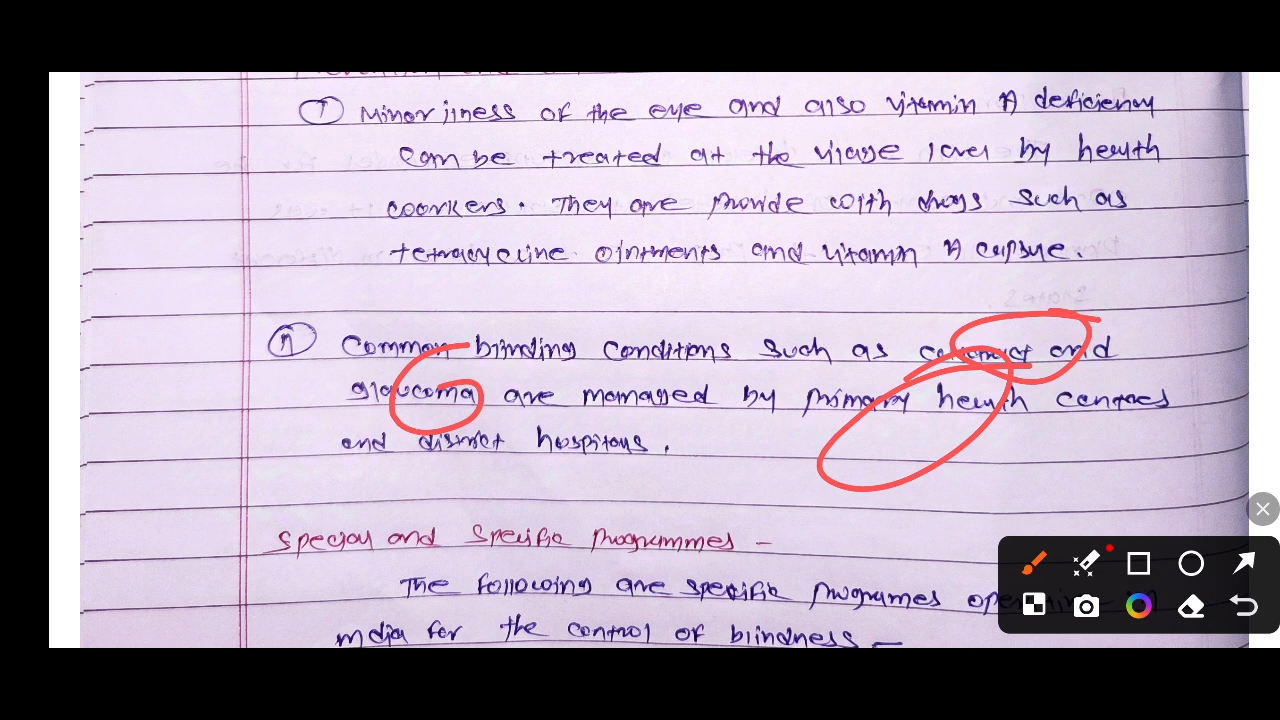 ① Minor illness of the eye and also vitamin A deficiency
can be treated at the village level by health
workers. They are provide with drugs such as
tetracycline ointments and vitamin A capsule.
② Common blinding conditions such as cataract and
glaucoma are managed by primary health centres
and district hospitals.
Special and Specific Programmes -
The following are specific programes in
India for the control of blindness -